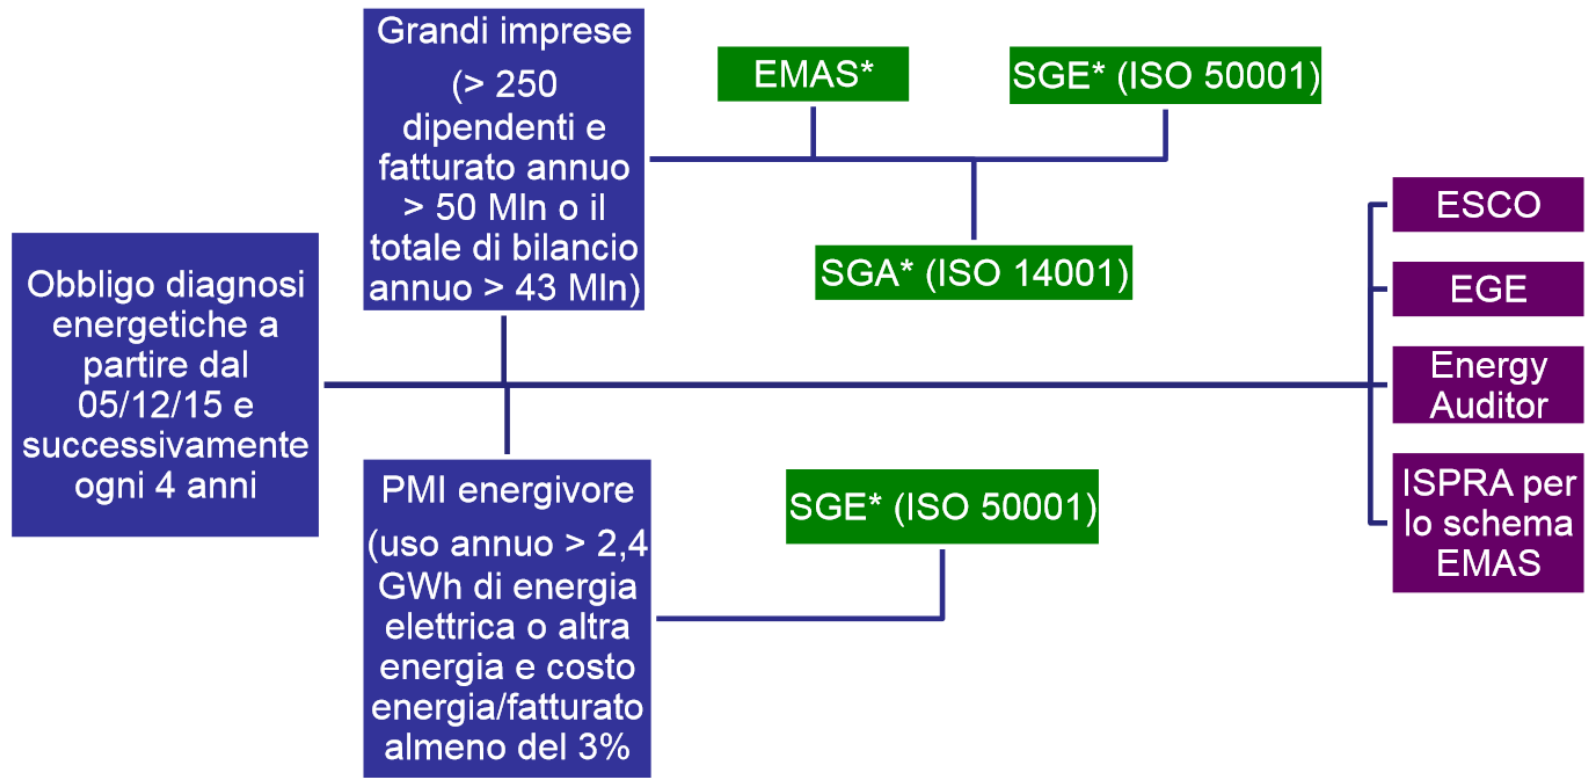 Obbligo diagnosi
energetiche a
partire dal
05/12/15 e
successivamente
ogni 4 anni
Grandi imprese
(> 250
dipendenti e
fatturato annuo
> 50 Mln o il
totale di bilancio
annuo > 43 Mln)
EMAS*
SGE* (ISO 50001)
SGA* (ISO 14001)
PMI energivore
(uso annuo > 2,4
GWh di energia
elettrica o altra
energia e costo
energia/fatturato
almeno del 3%
SGE* (ISO 50001)
ESCO
EGE
Energy
Auditor
ISPRA per
lo schema
EMAS